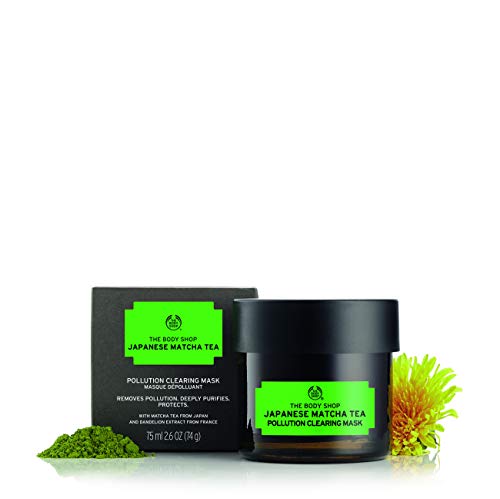 THE BODY SHOP
JAPANESE MATCHA TEA
POLLUTION CLEARING MASK
MASQUE DÉPOLLUANT
REMOVES POLLUTION, DEEPLY PURIFIES,
PROTECTS.
WITH MATCHA TEA FROM JAPAN
AND DANDELION EXTRACT FROM FRANCE
75 ml 2.6 OZ (74 g)
THE BODY SHOP
JAPANESE MATCHA TEA
POLLUTION CLEARING MASK